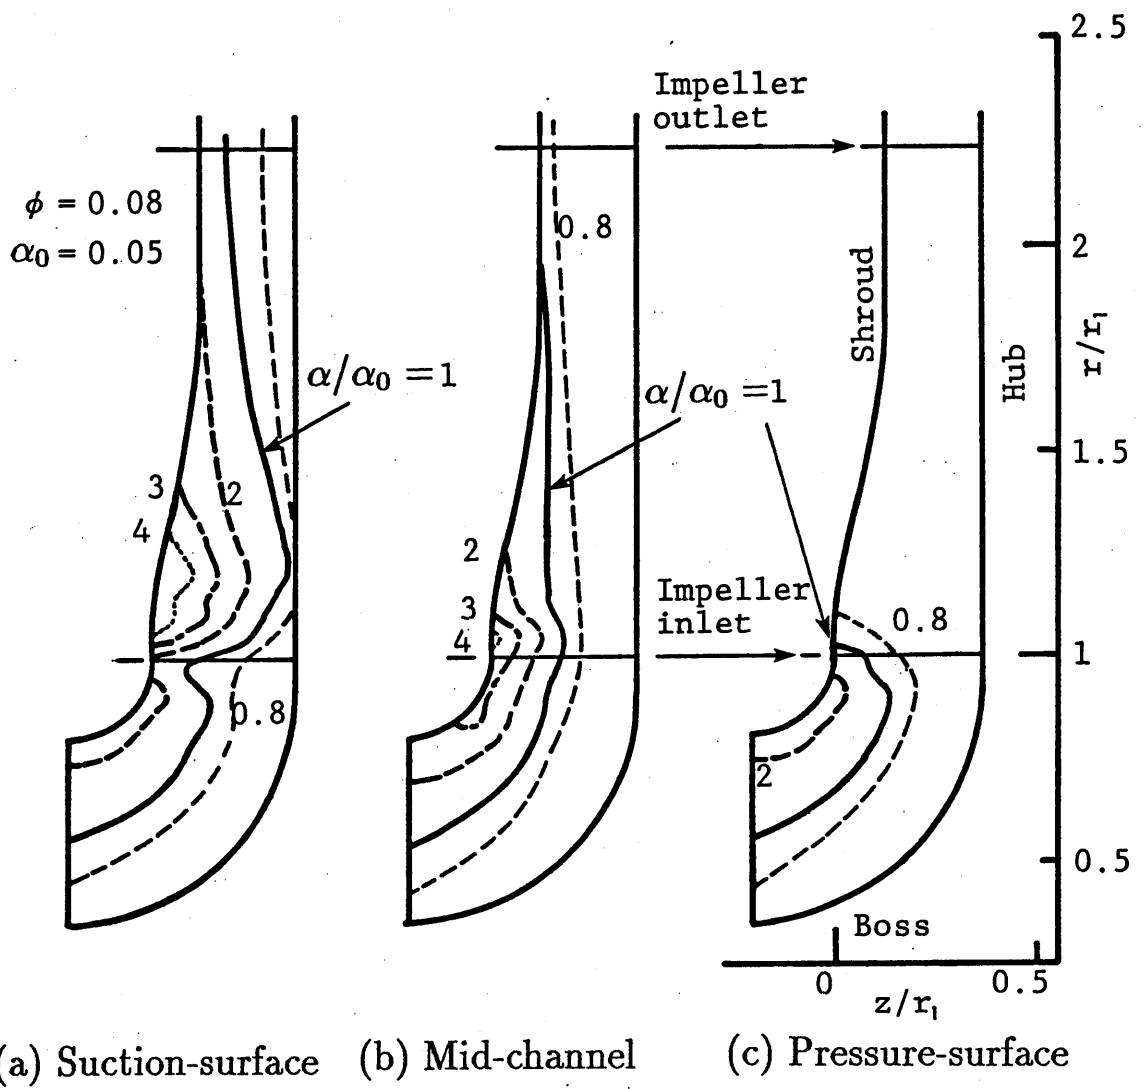 2.5
Impeller
outlet
ϕ = 0.08
α₀ = 0.05
0.8
2
Shroud
r/r₁
Hub
α/α₀ = 1
α/α₀ = 1
1.5
3
2
4
2
3
4
Impeller
inlet
0.8
1
0.8
2
0.5
Boss
0
0.5
z/r₁
(a) Suction-surface
(b) Mid-channel
(c) Pressure-surface